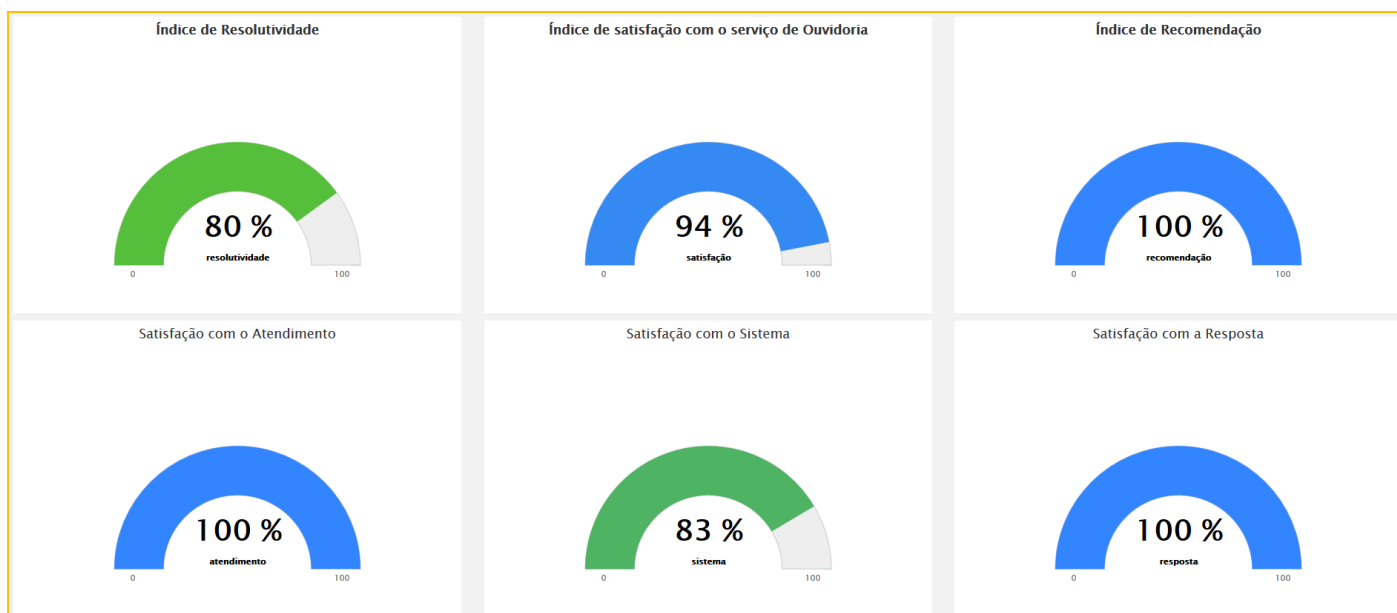 Índice de Resolutividade
80 %
resolutividade
0 100
Índice de satisfação com o serviço de Ouvidoria
94 %
satisfação
0 100
Índice de Recomendação
100 %
recomendação
0 100
Satisfação com o Atendimento
100 %
atendimento
0 100
Satisfação com o Sistema
83 %
sistema
0 100
Satisfação com a Resposta
100 %
resposta
0 100